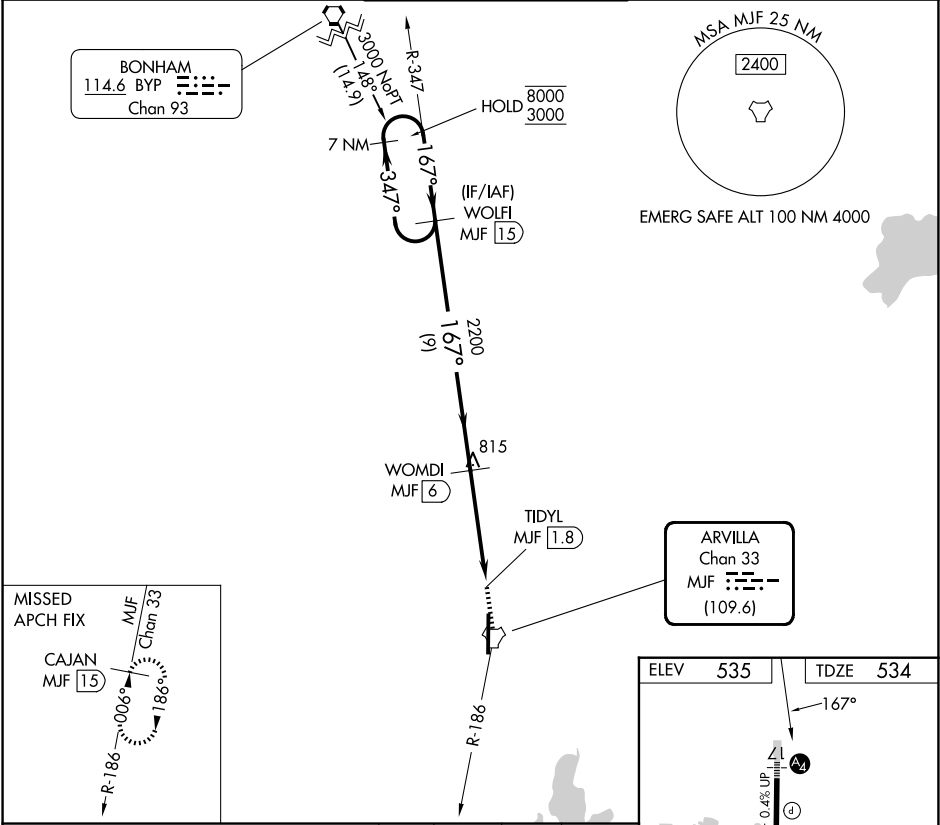 BONHAM
114.6 BYP
Chan 93
3000 NoPT
148°
(14.9)
R-347
HOLD 8000
3000
7 NM
347°
167°
(IF/IAF)
WOLFI
MJF 15
MSA MJF 25 NM
2400
EMERG SAFE ALT 100 NM 4000
2200
167°
(9)
815
WOMDI
MJF 6
TIDYL
MJF 1.8
ARVILLA
Chan 33
MJF
(109.6)
R-186
MISSED
APCH FIX
MJF
Chan 33
CAJAN
MJF 15
006°
186°
R-186
ELEV 535
TDZE 534
167°
17
A4
0.4% UP
P